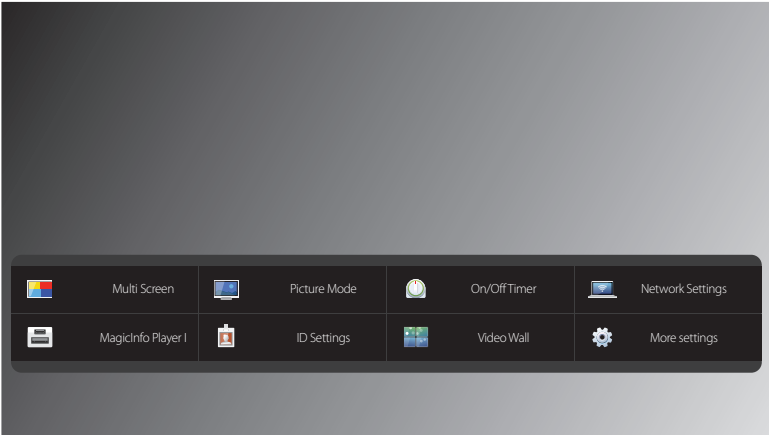 Multi Screen
Picture Mode
On/Off Timer
Network Settings
MagicInfo Player I
ID Settings
Video Wall
More settings